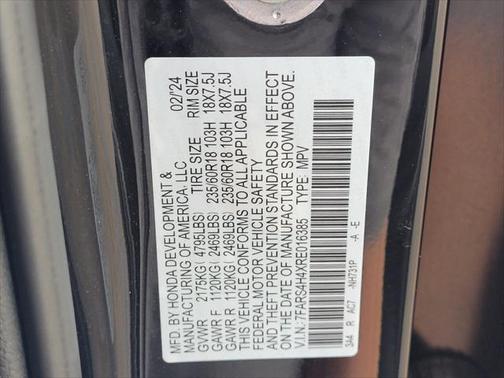 MFD. BY HONDA DEVELOPMENT &
MANUFACTURING OF AMERICA, LLC 02/'24
TIRE SIZE RIM SIZE
GVWR 2175KG( 4795LBS)
GAWR F 1120KG( 2469LBS) 235/60R18 103H 18X7.5J
GAWR R 1120KG( 2469LBS) 235/60R18 103H 18X7.5J
THIS VEHICLE CONFORMS TO ALL APPLICABLE
FEDERAL MOTOR VEHICLE SAFETY
AND THEFT PREVENTION STANDARDS IN EFFECT
ON THE DATE OF MANUFACTURE SHOWN ABOVE.
V.I.N.: 7FARS4H4XRE016385 TYPE: MPV
3A4 R AC7 -NH731P -A -E